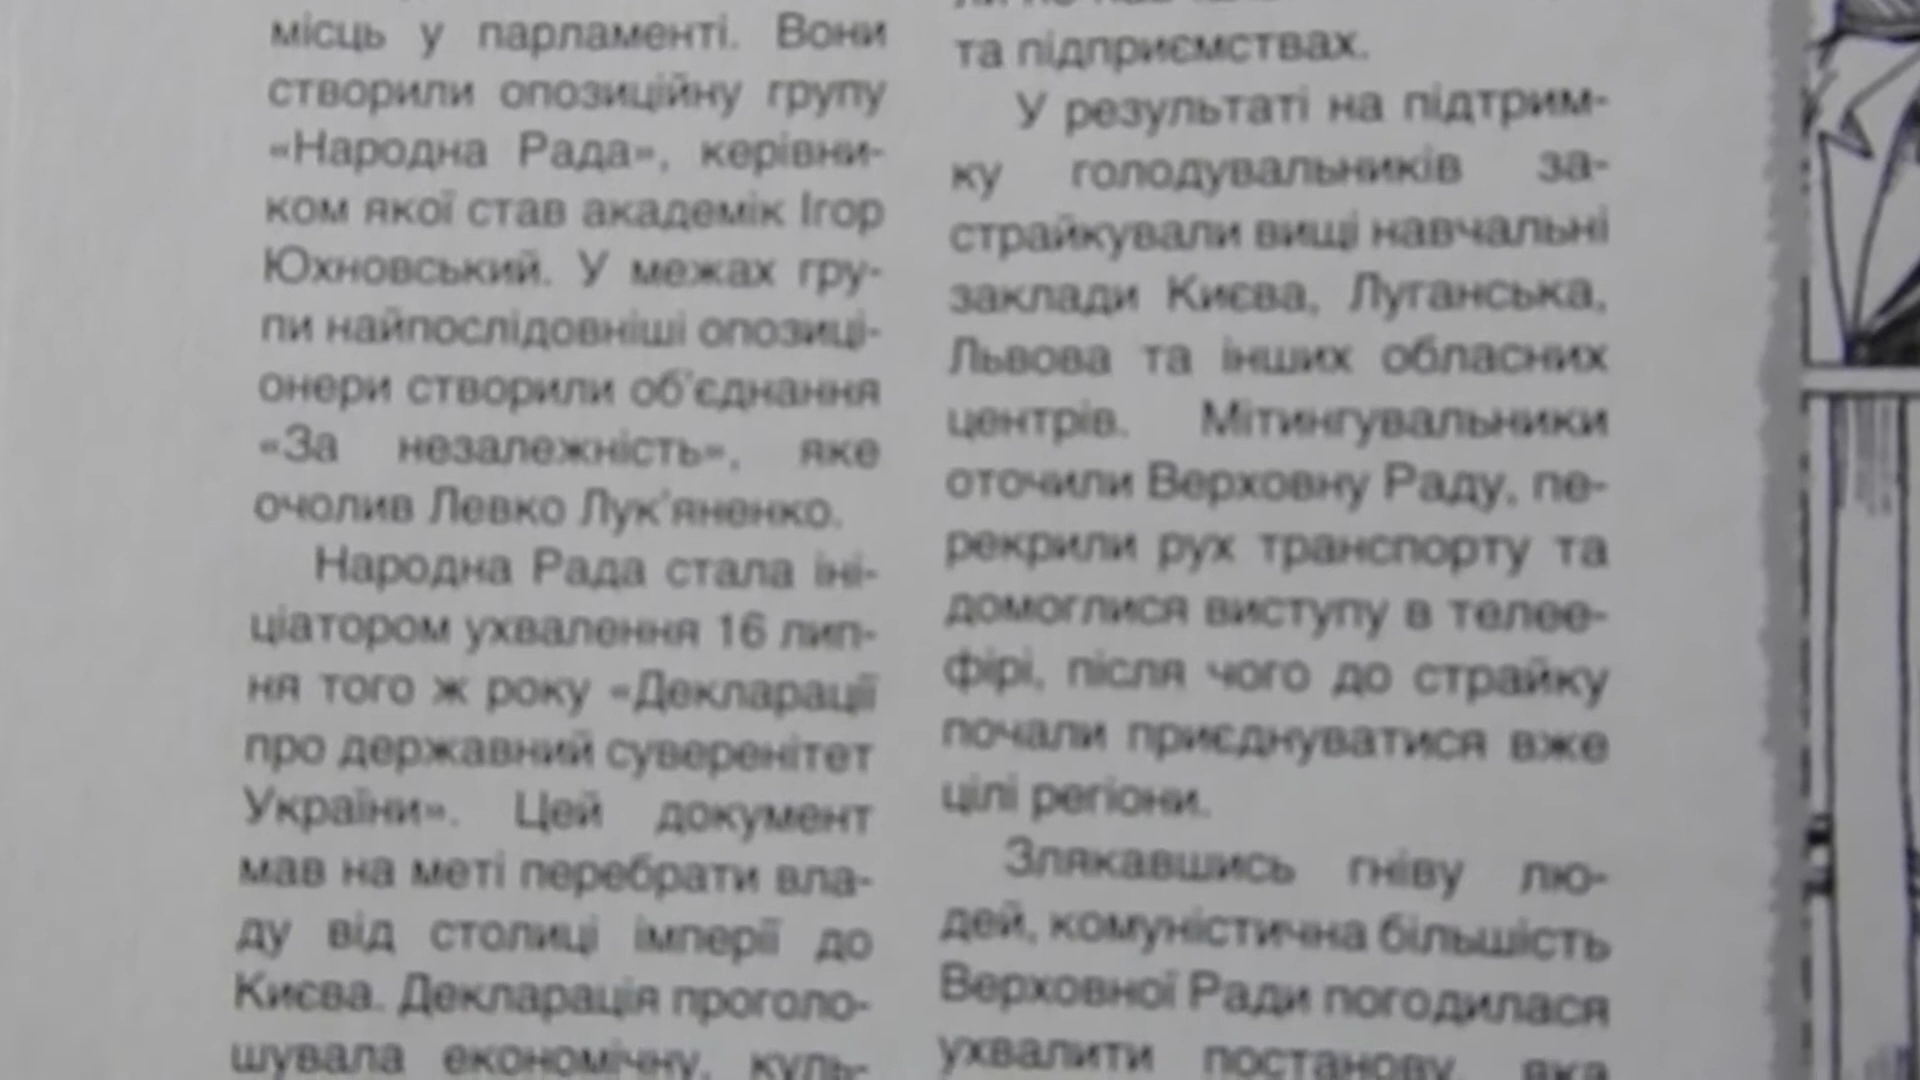 місць у парламенті. Вони
створили опозиційну групу
«Народна Рада», керівни-
ком якої став академік Ігор
Юхновський. У межах гру-
пи найпослідовніші опозиці-
онери створили об'єднання
«За незалежність», яке
очолив Левко Лук'яненко.
Народна Рада стала іні-
ціатором ухвалення 16 лип-
ня того ж року «Декларації
про державний суверенітет
України». Цей документ
мав на меті перебрати вла-
ду від столиці імперії до
Києва. Декларація проголо-
шувала економічну, куль-
та підприємствах.
У результаті на підтрим-
ку голодувальників за-
страйкували вищі навчальні
заклади Києва, Луганська,
Львова та інших обласних
центрів. Мітингувальники
оточили Верховну Раду, пе-
рекрили рух транспорту та
домоглися виступу в телее-
фірі, після чого до страйку
почали приєднуватися вже
цілі регіони.
Злякавшись гніву лю-
дей, комуністична більшість
Верховної Ради погодилася
ухвалити постанову, яка